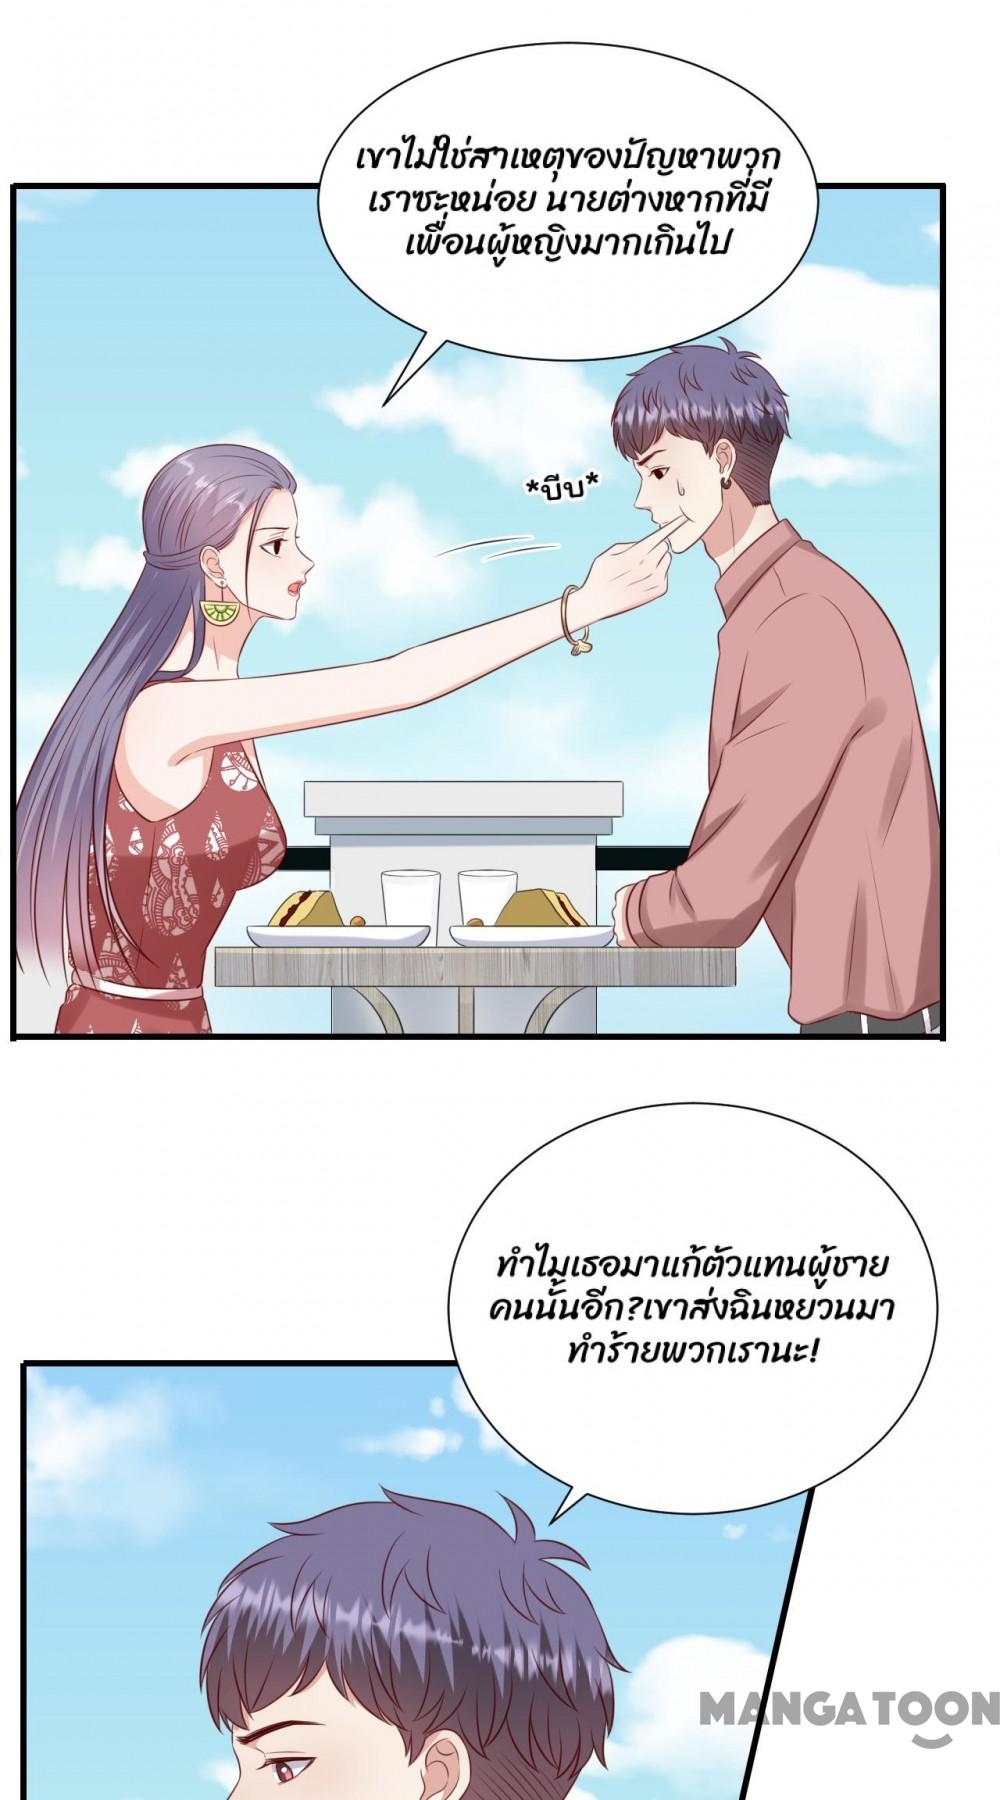 เขาไม่ใช่สาเหตุของปัญหาพวก
เราซะหน่อย นายต่างหากที่มี
เพื่อนผู้หญิงมากเกินไป
*บีบ*
ทำไมเธอมาแก้ตัวแทนผู้ชาย
คนนั้นอีก?เขาส่งฉินหยวนมา
ทำร้ายพวกเรานะ!
MANGATOON